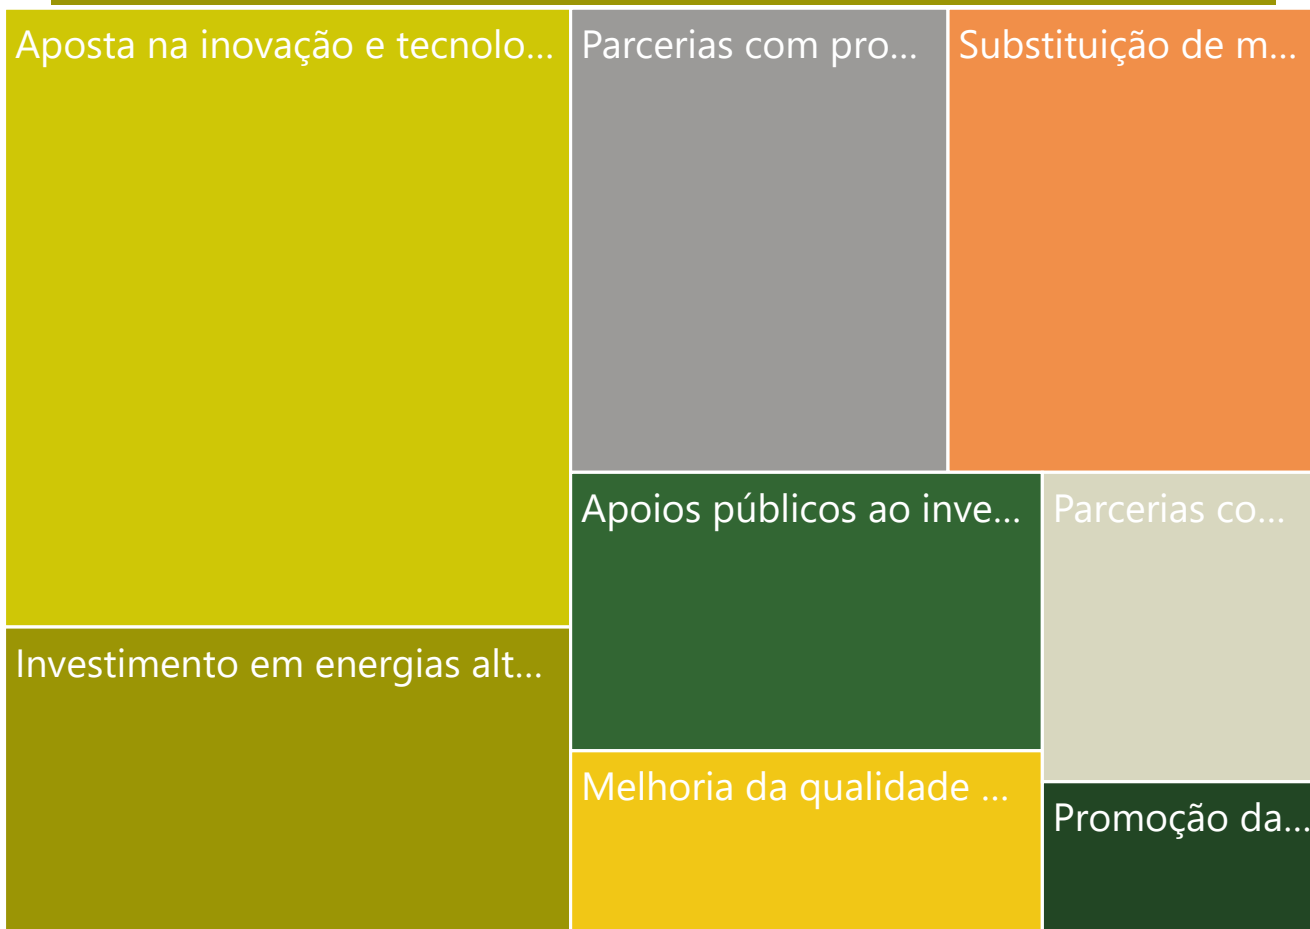 Aposta na inovação e tecnolo...
Parcerias com pro...
Substituição de m...
Apoios públicos ao inve...
Parcerias co...
Investimento em energias alt...
Melhoria da qualidade ...
Promoção da...